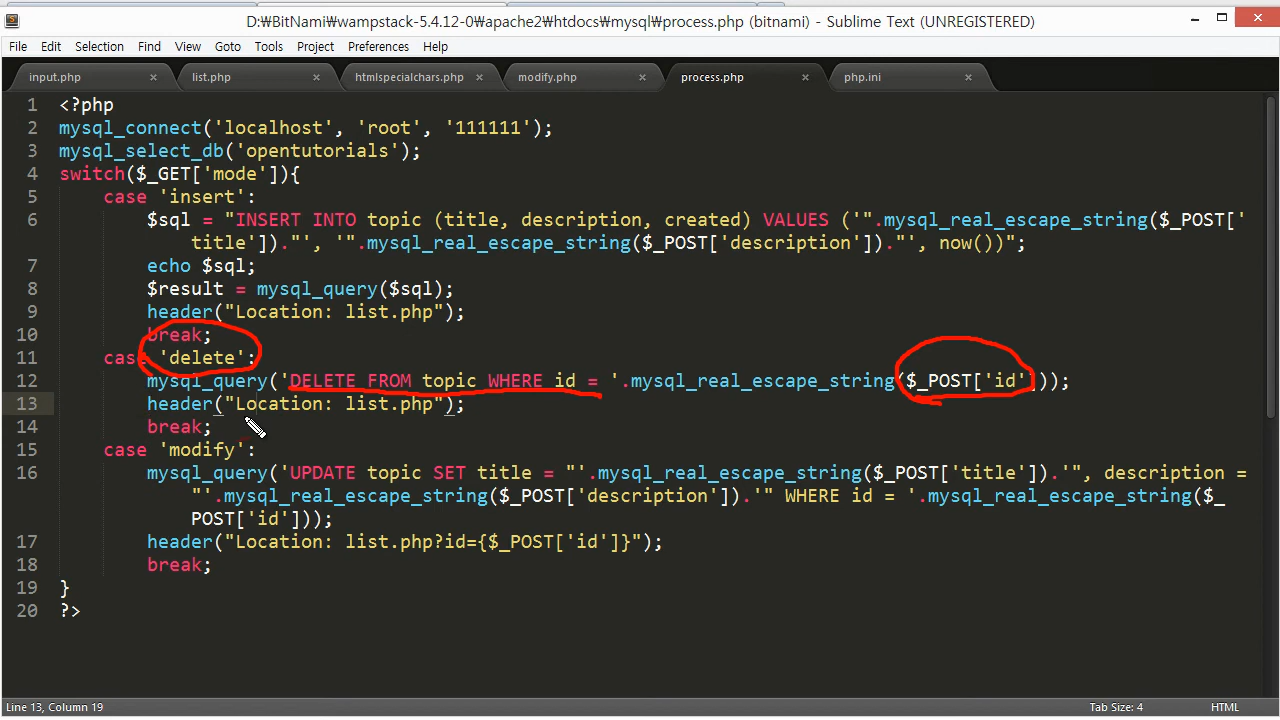 D:₩BitNami₩wampstack-5.4.12-0₩apache2₩htdocs₩mysql₩process.php (bitnami) - Sublime Text (UNREGISTERED)
File Edit Selection Find View Goto Tools Project Preferences Help
input.php list.php htmlspecialchars.php modify.php process.php php.ini
1 <?php
2 mysql_connect('localhost', 'root', '111111');
3 mysql_select_db('opentutorials');
4 switch($_GET['mode']){
5 case 'insert':
6 $sql = "INSERT INTO topic (title, description, created) VALUES ('".mysql_real_escape_string($_POST['
title'])."', '".mysql_real_escape_string($_POST['description'])."', now())";
7 echo $sql;
8 $result = mysql_query($sql);
9 header("Location: list.php");
10 break;
11 case 'delete':
12 mysql_query('DELETE FROM topic WHERE id = '.mysql_real_escape_string($_POST['id']));
13 header("Location: list.php");
14 break;
15 case 'modify':
16 mysql_query('UPDATE topic SET title = "'.mysql_real_escape_string($_POST['title']).'", description =
"'.mysql_real_escape_string($_POST['description']).'" WHERE id = '.mysql_real_escape_string($_
POST['id']));
17 header("Location: list.php?id={$_POST['id']}");
18 break;
19 }
20 ?>
Line 13, Column 19 Tab Size: 4 HTML